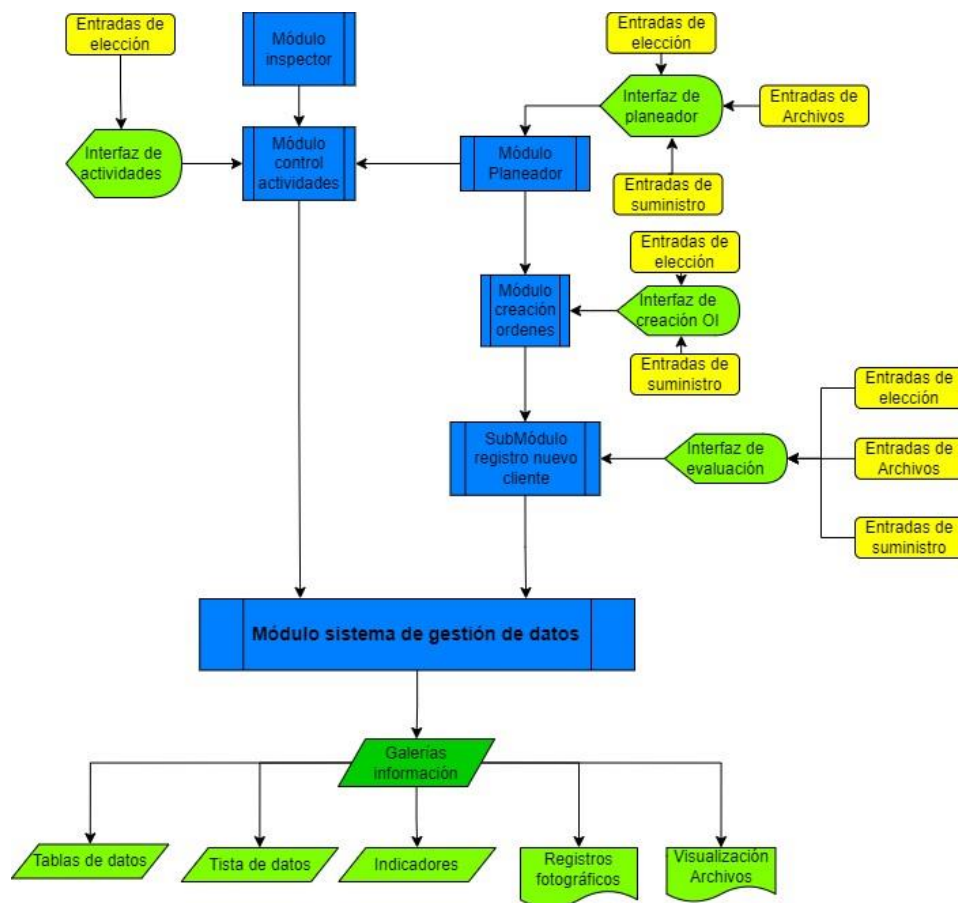 Entradas de
elección
Módulo
inspector
Entradas de
elección
Interfaz de
planeador
Entradas de
Archivos
Interfaz de
actividades
Módulo
control
actividades
Módulo
Planeador
Entradas de
suministro
Entradas de
elección
Módulo
creación
ordenes
Interfaz de
creación OI
Entradas de
suministro
Entradas de
elección
SubMódulo
registro nuevo
cliente
Interfaz de
evaluación
Entradas de
Archivos
Entradas de
suministro
Módulo sistema de gestión de datos
Galerías
información
Tablas de datos
Tista de datos
Indicadores
Registros
fotográficos
Visualización
Archivos